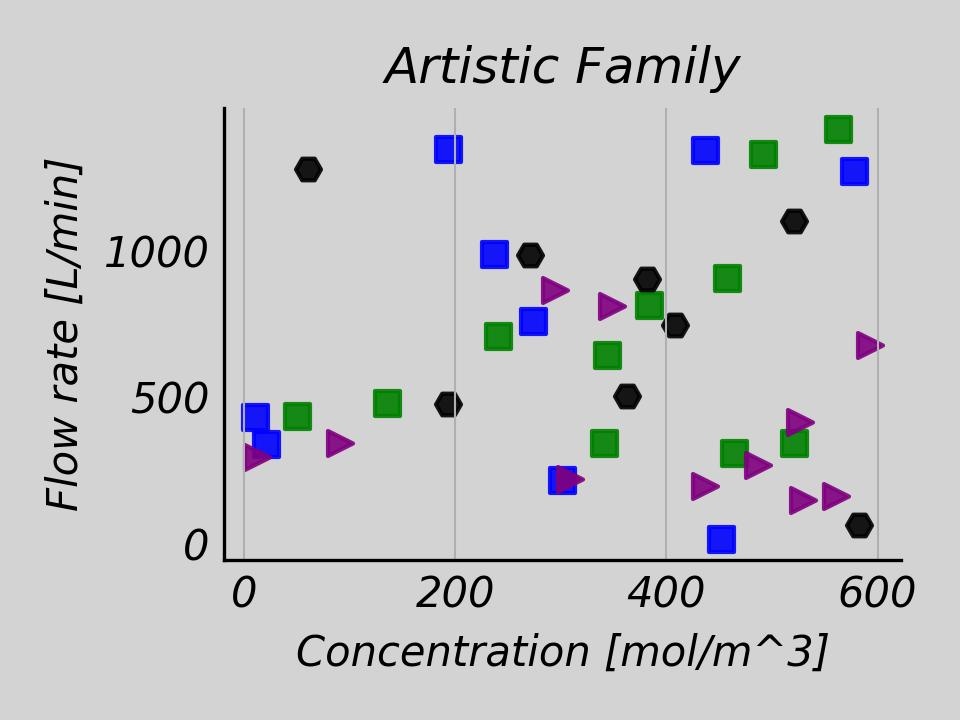 Artistic Family
Flow rate [L/min]
1000
500
0
0 200 400 600
Concentration [mol/m^3]